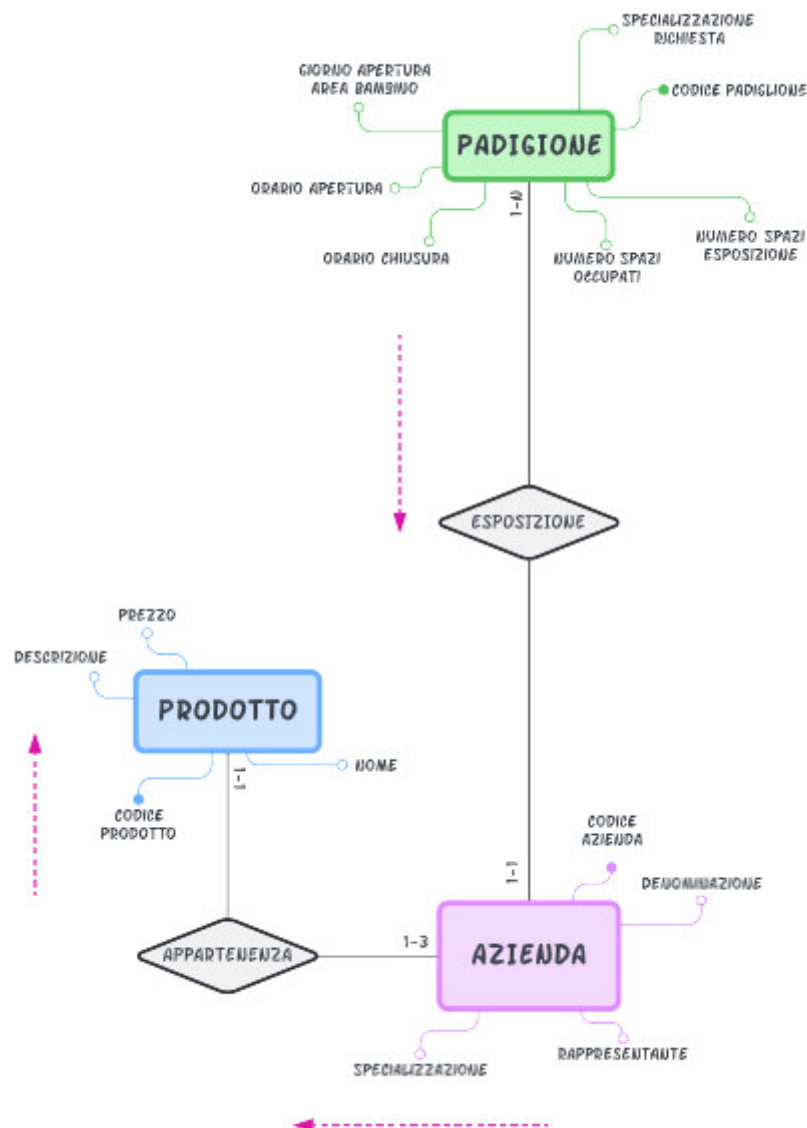 SPECIALIZZAZIONE
RICHIESTA
GIORNO APERTURA
AREA BAMBINO
CODICE PADIGLIONE
PADIGIONE
ORARIO APERTURA
1-N
ORARIO CHIUSURA
NUMERO SPAZI
OCCUPATI
NUMERO SPAZI
ESPOSIZIONE
ESPOSIZIONE
PREZZO
DESCRIZIONE
PRODOTTO
1-1
NOME
CODICE
PRODOTTO
CODICE
AZIENDA
1-1
DENOMINAZIONE
APPARTENENZA
1-3
AZIENDA
SPECIALIZZAZIONE
RAPPRESENTANTE